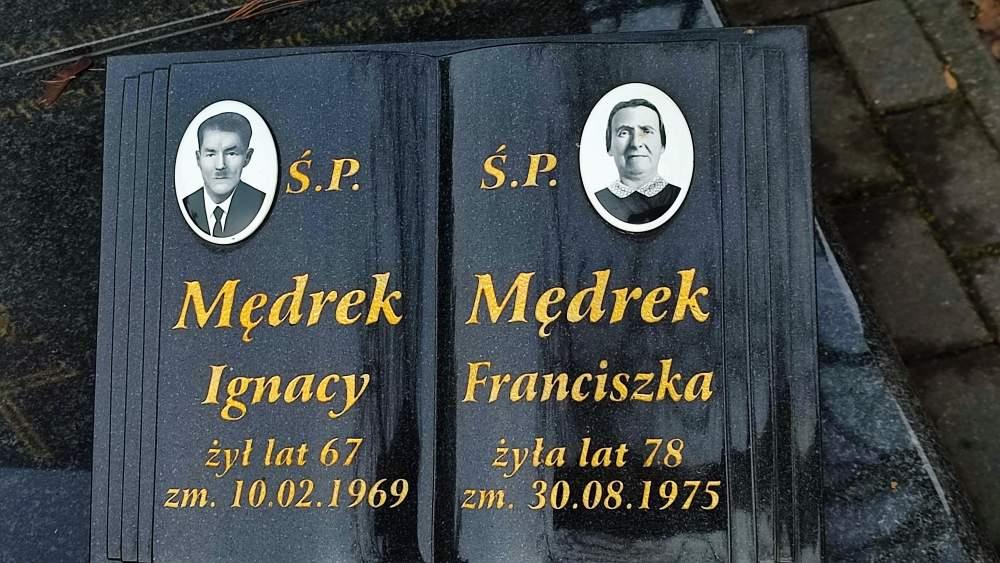 Ś.P.
Mędrek
Ignacy
żył lat 67
zm. 10.02.1969
Ś.P.
Mędrek
Franciszka
żyła lat 78
zm. 30.08.1975